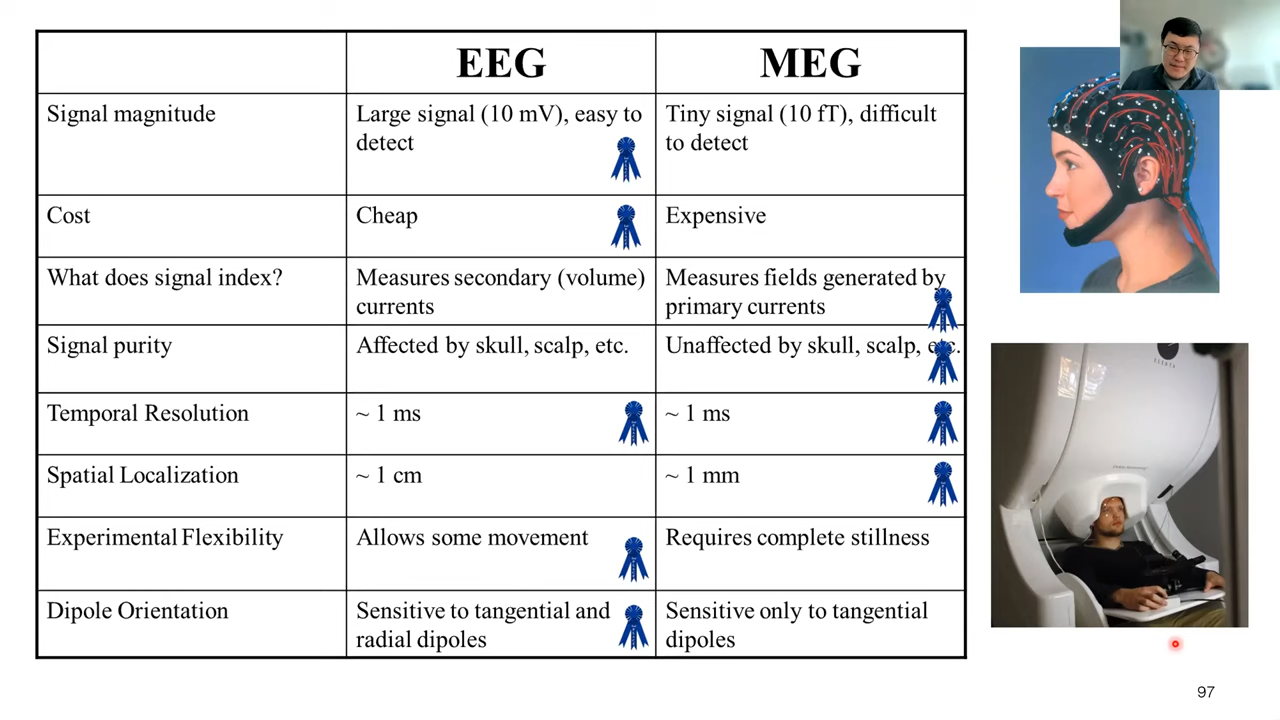 EEG
MEG
Signal magnitude
Large signal (10 mV), easy to
detect
Tiny signal (10 fT), difficult
to detect
Cost
Cheap
Expensive
What does signal index?
Measures secondary (volume)
currents
Measures fields generated by
primary currents
Signal purity
Affected by skull, scalp, etc.
Unaffected by skull, scalp, etc.
Temporal Resolution
~ 1 ms
~ 1 ms
Spatial Localization
~ 1 cm
~ 1 mm
Experimental Flexibility
Allows some movement
Requires complete stillness
Dipole Orientation
Sensitive to tangential and
radial dipoles
Sensitive only to tangential
dipoles
97